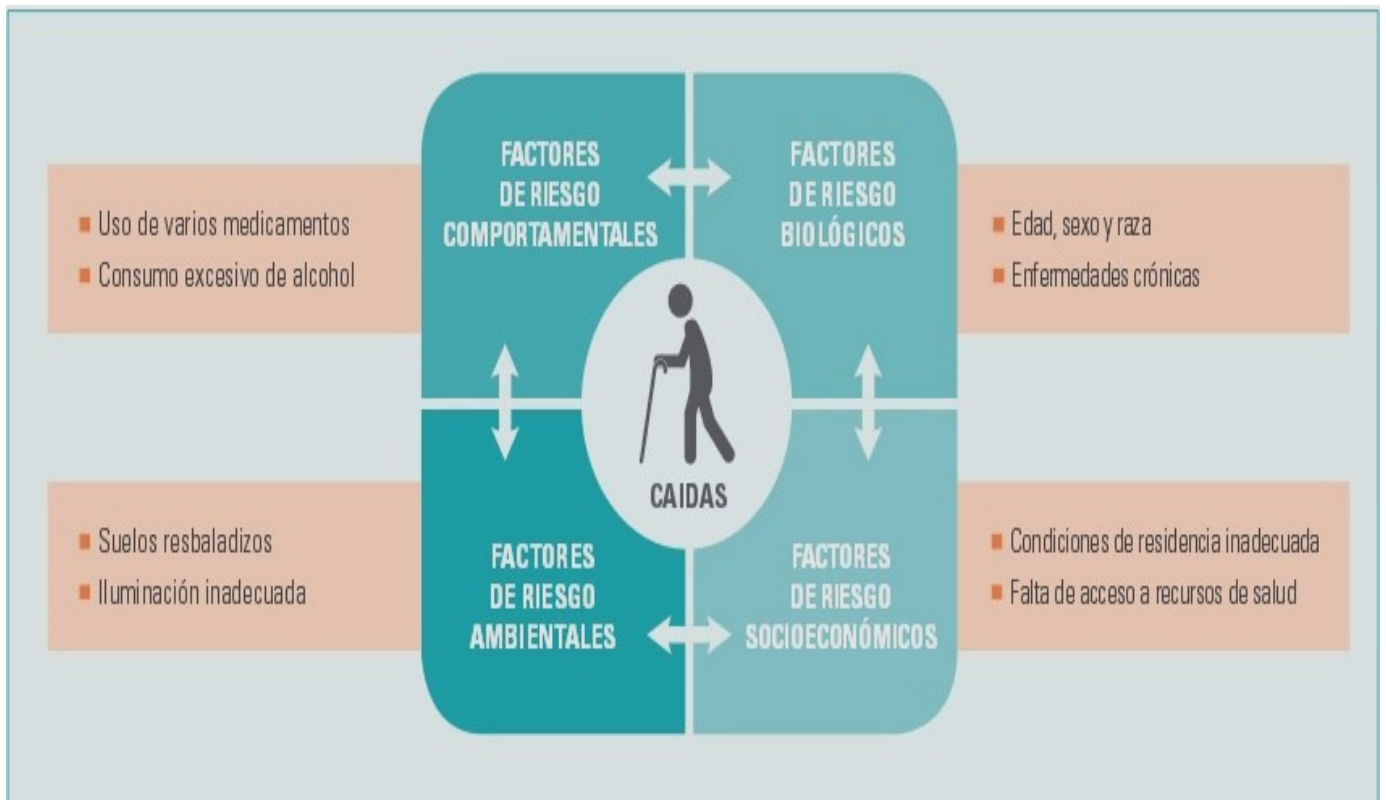 FACTORES
DE RIESGO
COMPORTAMENTALES
FACTORES
DE RIESGO
BIOLÓGICOS
Uso de varios medicamentos
Consumo excesivo de alcohol
Edad, sexo y raza
Enfermedades crónicas
CAIDAS
Suelos resbaladizos
Iluminación inadecuada
FACTORES
DE RIESGO
AMBIENTALES
FACTORES
DE RIESGO
SOCIOECONÓMICOS
Condiciones de residencia inadecuada
Falta de acceso a recursos de salud